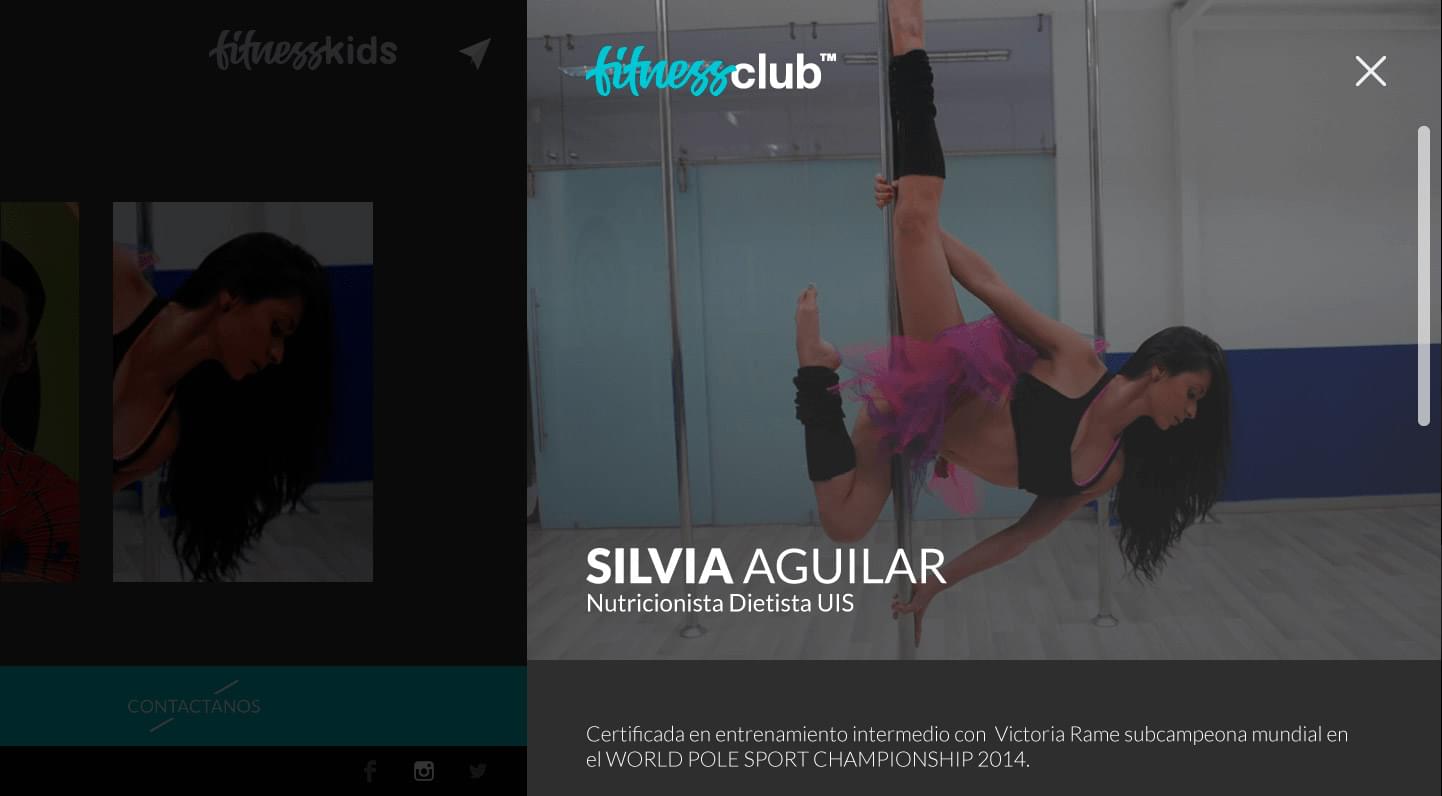 fitnesskids
fitnessclub™
SILVIA AGUILAR
Nutricionista Dietista UIS
CONTACTANOS
Certificada en entrenamiento intermedio con Victoria Rame subcampeona mundial en
el WORLD POLE SPORT CHAMPIONSHIP 2014.